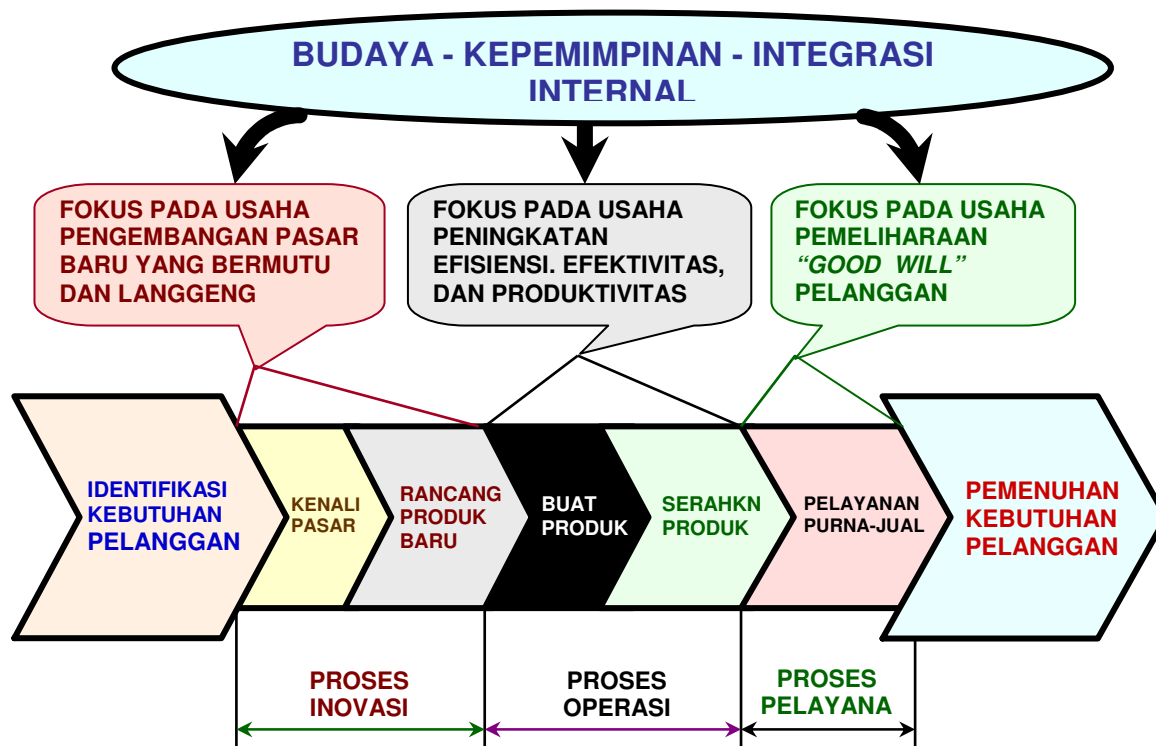 BUDAYA - KEPEMIMPINAN - INTEGRASI
INTERNAL
FOKUS PADA USAHA
PENGEMBANGAN PASAR
BARU YANG BERMUTU
DAN LANGGENG
FOKUS PADA USAHA
PENINGKATAN
EFISIENSI. EFEKTIVITAS,
DAN PRODUKTIVITAS
FOKUS PADA USAHA
PEMELIHARAAN
“GOOD WILL”
PELANGGAN
IDENTIFIKASI
KEBUTUHAN
PELANGGAN
KENALI
PASAR
RANCANG
PRODUK
BARU
BUAT
PRODUK
SERAHKN
PRODUK
PELAYANAN
PURNA-JUAL
PEMENUHAN
KEBUTUHAN
PELANGGAN
PROSES
INOVASI
PROSES
OPERASI
PROSES
PELAYANA